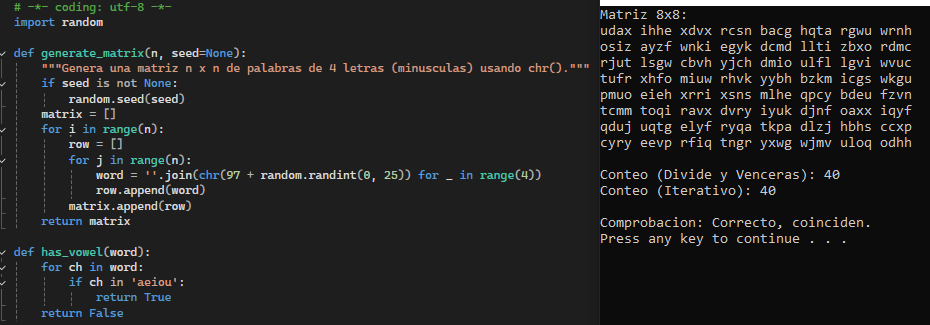 # -*- coding: utf-8 -*-
import random
def generate_matrix(n, seed=None):
"""Genera una matriz n x n de palabras de 4 letras (minusculas) usando chr()."""
if seed is not None:
random.seed(seed)
matrix = []
for i in range(n):
row = []
for j in range(n):
word = ''.join(chr(97 + random.randint(0, 25)) for _ in range(4))
row.append(word)
matrix.append(row)
return matrix
def has_vowel(word):
for ch in word:
if ch in 'aeiou':
return True
return False
Matriz 8x8:
udax ihhe xdvx rcsn bacg hqta rgwu wrnh
osiz ayzf wnki egyk dcmd llti zbxo rdmc
rjut lsgw cbvh yjch dmio ulfl lgvi wvuc
tufr xhfo miuw rhvk yybh bzkm icgs wkgu
pmuo eieh xrri xsns mlhe qpcy bdeu fzvn
tcmm toqi ravx dvry iyuk djnf oaxx iqyf
qduj uqtg elyf ryqa tkpa dlzj hbhs ccxp
cyry eevp rfiq tngr yxwg wjmv uloq odhh
Conteo (Divide y Venceras): 40
Conteo (Iterativo): 40
Comprobacion: Correcto, coinciden.
Press any key to continue . . .